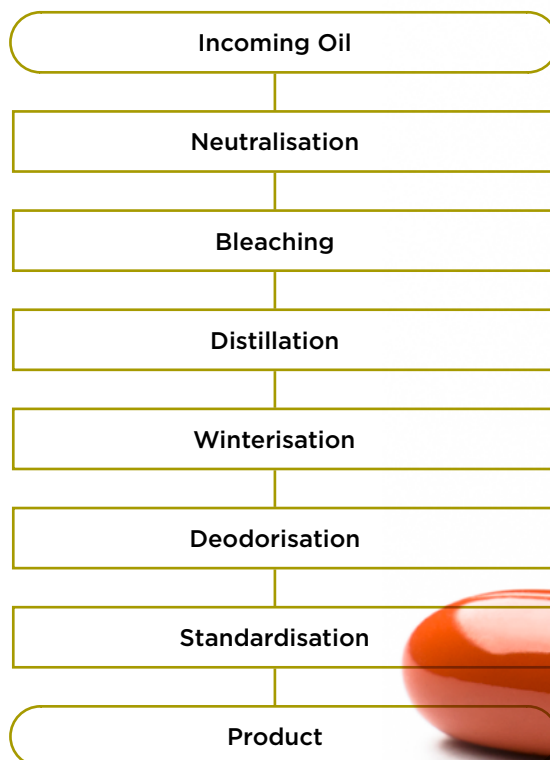 Incoming Oil
Neutralisation
Bleaching
Distillation
Winterisation
Deodorisation
Standardisation
Product